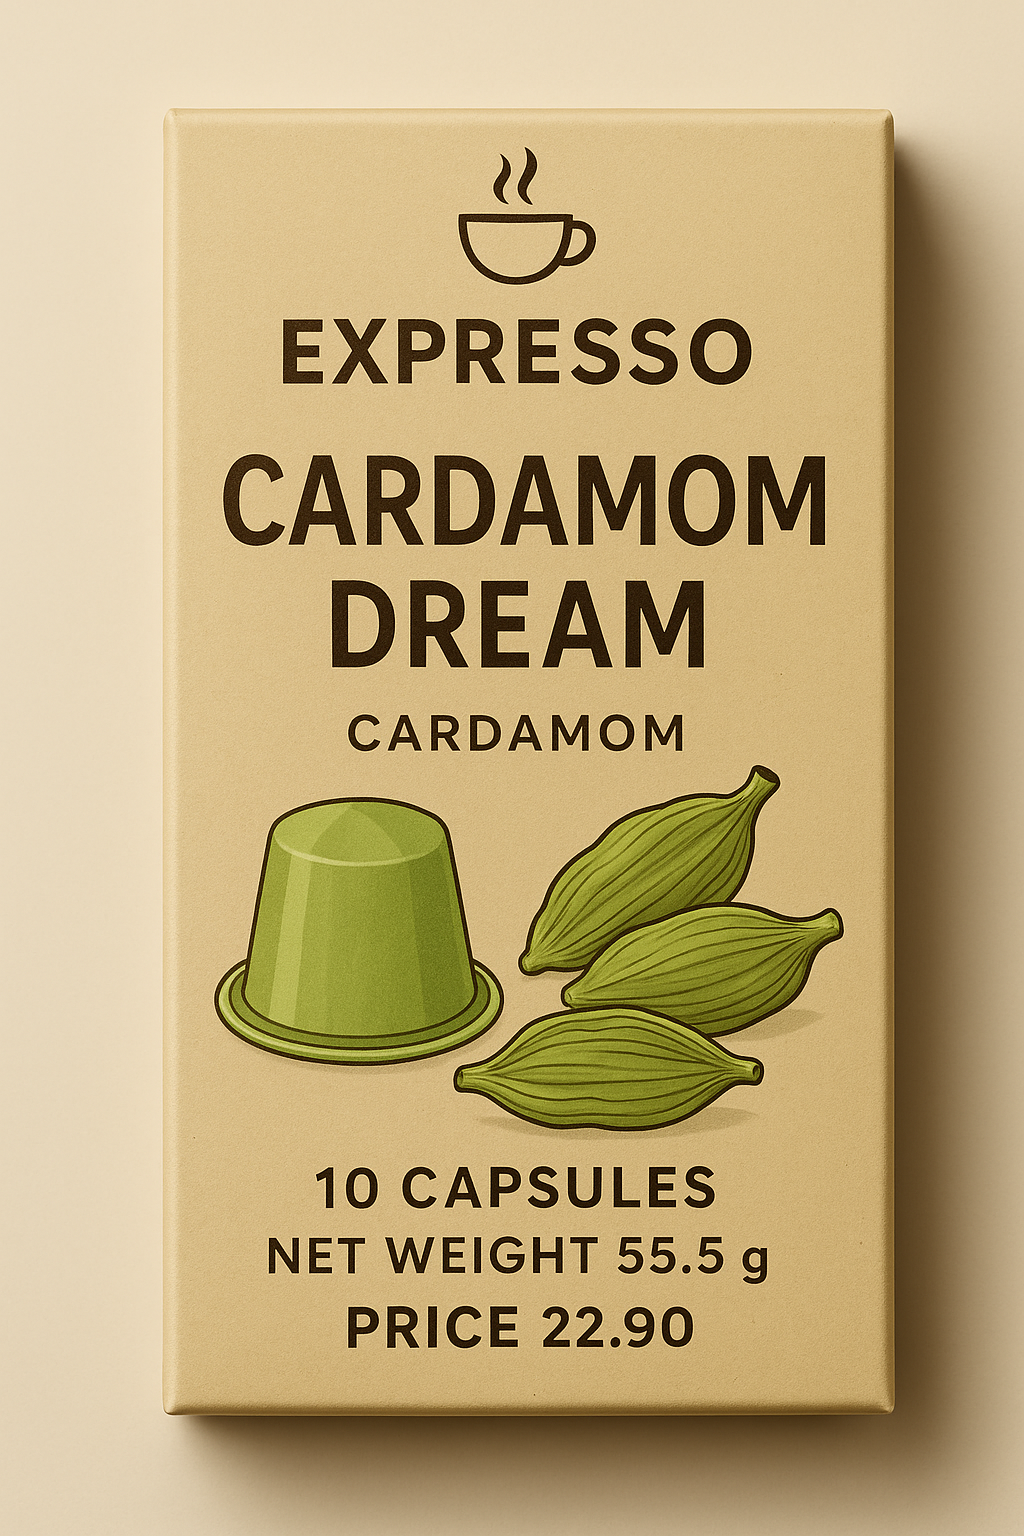 EXPRESSO
CARDAMOM
DREAM
CARDAMOM
10 CAPSULES
NET WEIGHT 55.5 g
PRICE 22.90